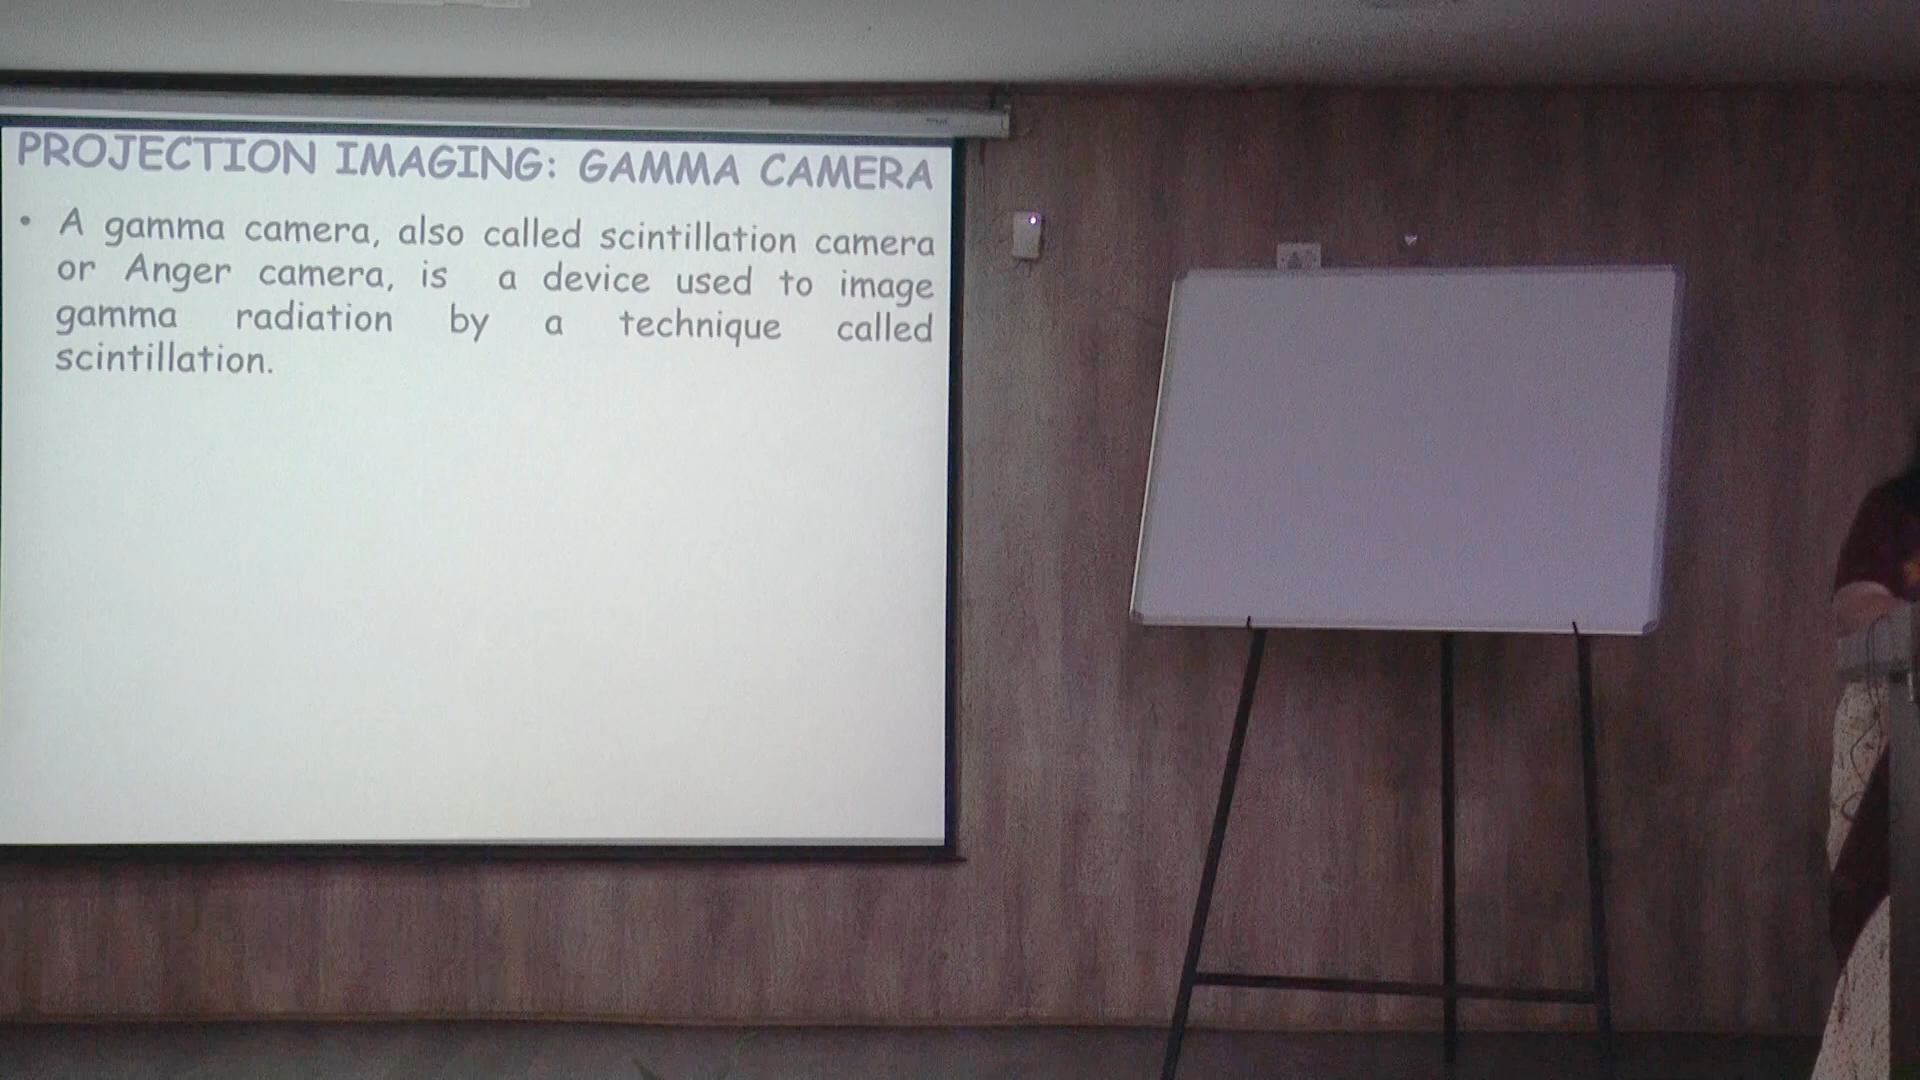 PROJECTION IMAGING: GAMMA CAMERA
• A gamma camera, also called scintillation camera
or Anger camera, is a device used to image
gamma radiation by a technique called
scintillation.